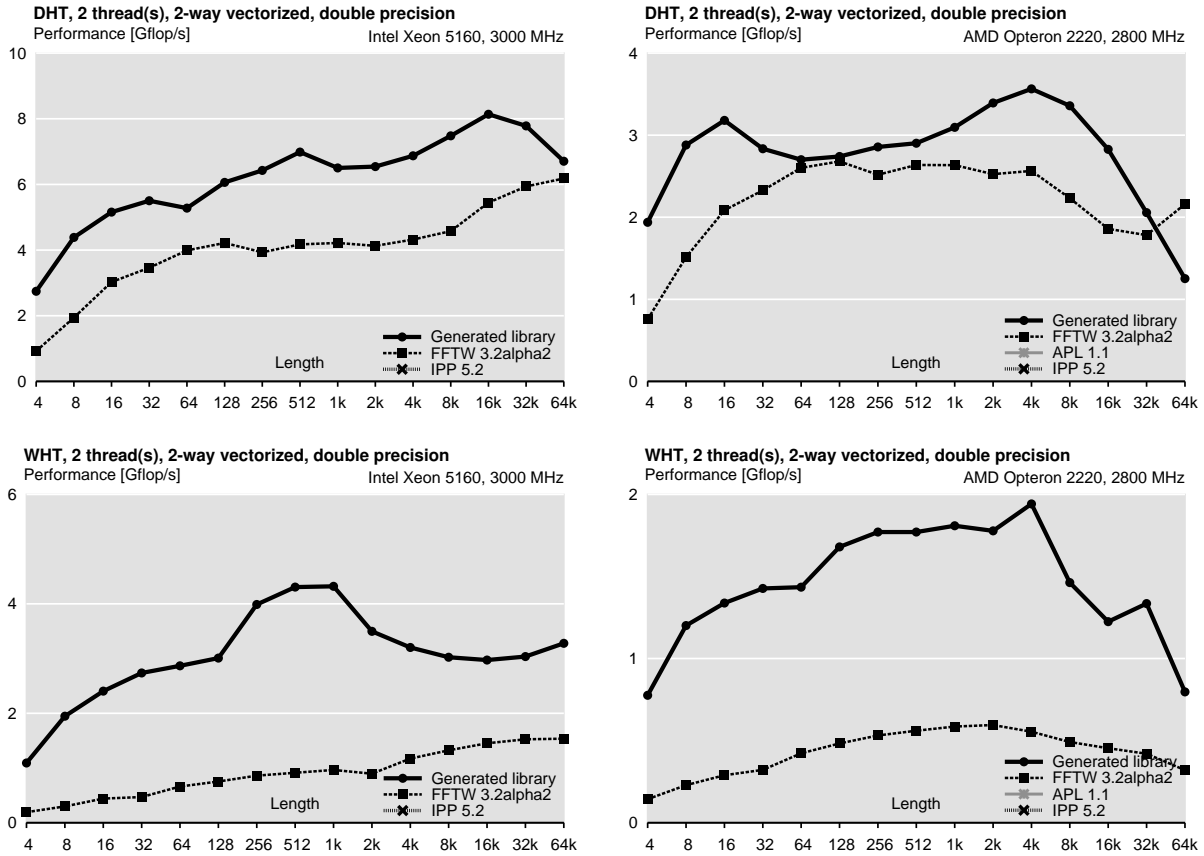 DHT, 2 thread(s), 2-way vectorized, double precision
Performance [Gflop/s]
Intel Xeon 5160, 3000 MHz
10
8
6
4
2
0
Generated library
FFTW 3.2alpha2
IPP 5.2
Length
4 8 16 32 64 128 256 512 1k 2k 4k 8k 16k 32k 64k
DHT, 2 thread(s), 2-way vectorized, double precision
Performance [Gflop/s]
AMD Opteron 2220, 2800 MHz
4
3
2
1
0
Generated library
FFTW 3.2alpha2
APL 1.1
IPP 5.2
Length
4 8 16 32 64 128 256 512 1k 2k 4k 8k 16k 32k 64k
WHT, 2 thread(s), 2-way vectorized, double precision
Performance [Gflop/s]
Intel Xeon 5160, 3000 MHz
6
4
2
0
Generated library
FFTW 3.2alpha2
IPP 5.2
Length
4 8 16 32 64 128 256 512 1k 2k 4k 8k 16k 32k 64k
WHT, 2 thread(s), 2-way vectorized, double precision
Performance [Gflop/s]
AMD Opteron 2220, 2800 MHz
2
1
0
Generated library
FFTW 3.2alpha2
APL 1.1
IPP 5.2
Length
4 8 16 32 64 128 256 512 1k 2k 4k 8k 16k 32k 64k